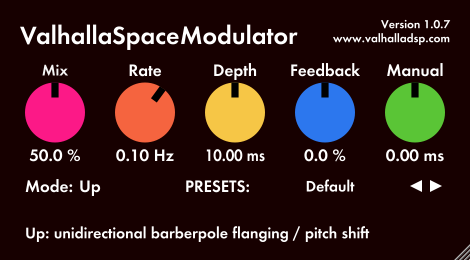 ValhallaSpaceModulator
Version 1.0.7
www.valhalladsp.com
Mix Rate Depth Feedback Manual
50.0 % 0.10 Hz 10.00 ms 0.0 % 0.00 ms
Mode: Up PRESETS: Default
Up: unidirectional barberpole flanging / pitch shift